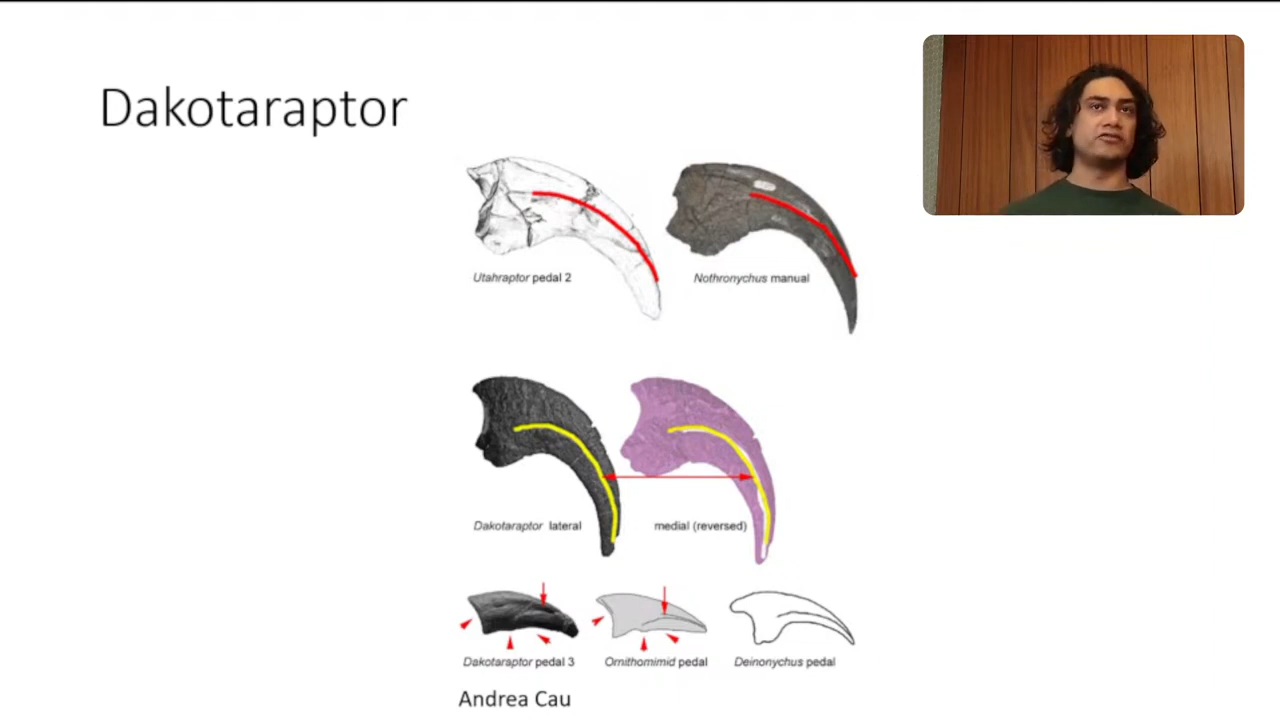 Dakotaraptor
Utahraptor pedal 2
Nothronychus manual
Dakotaraptor lateral
medial (reversed)
Dakotaraptor pedal 3
Ornithomimid pedal
Deinonychus pedal
Andrea Cau